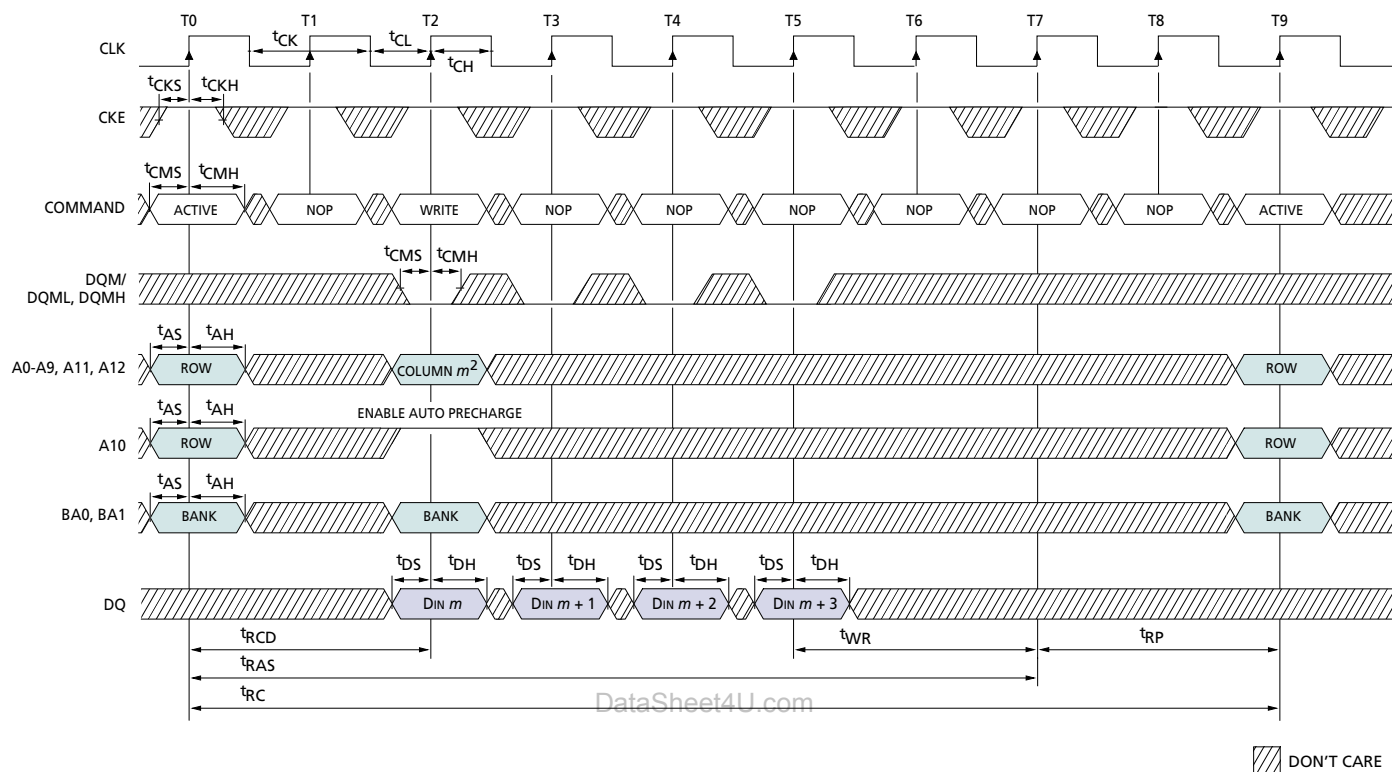 T0 T1 T2 T3 T4 T5 T6 T7 T8 T9
CLK tCK tCL tCH
tCKS tCKH
CKE
tCMS tCMH
COMMAND ACTIVE NOP WRITE NOP NOP NOP NOP NOP NOP ACTIVE
tCMS tCMH
DQM/
DQML, DQMH
tAS tAH
A0-A9, A11, A12 ROW COLUMN m2 ROW
tAS tAH ENABLE AUTO PRECHARGE
A10 ROW ROW
tAS tAH
BA0, BA1 BANK BANK BANK
tDS tDH tDS tDH tDS tDH tDS tDH
DQ DIN m DIN m + 1 DIN m + 2 DIN m + 3
tRCD tWR tRP
tRAS
tRC
DataSheet4U.com
DON'T CARE